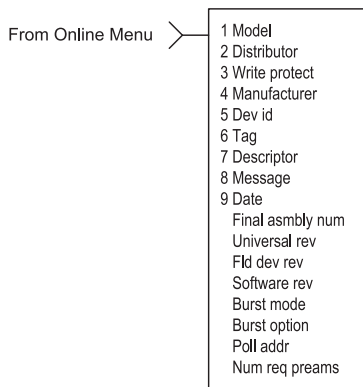 From Online Menu
1 Model
2 Distributor
3 Write protect
4 Manufacturer
5 Dev id
6 Tag
7 Descriptor
8 Message
9 Date
Final asmbly num
Universal rev
Fld dev rev
Software rev
Burst mode
Burst option
Poll addr
Num req preams